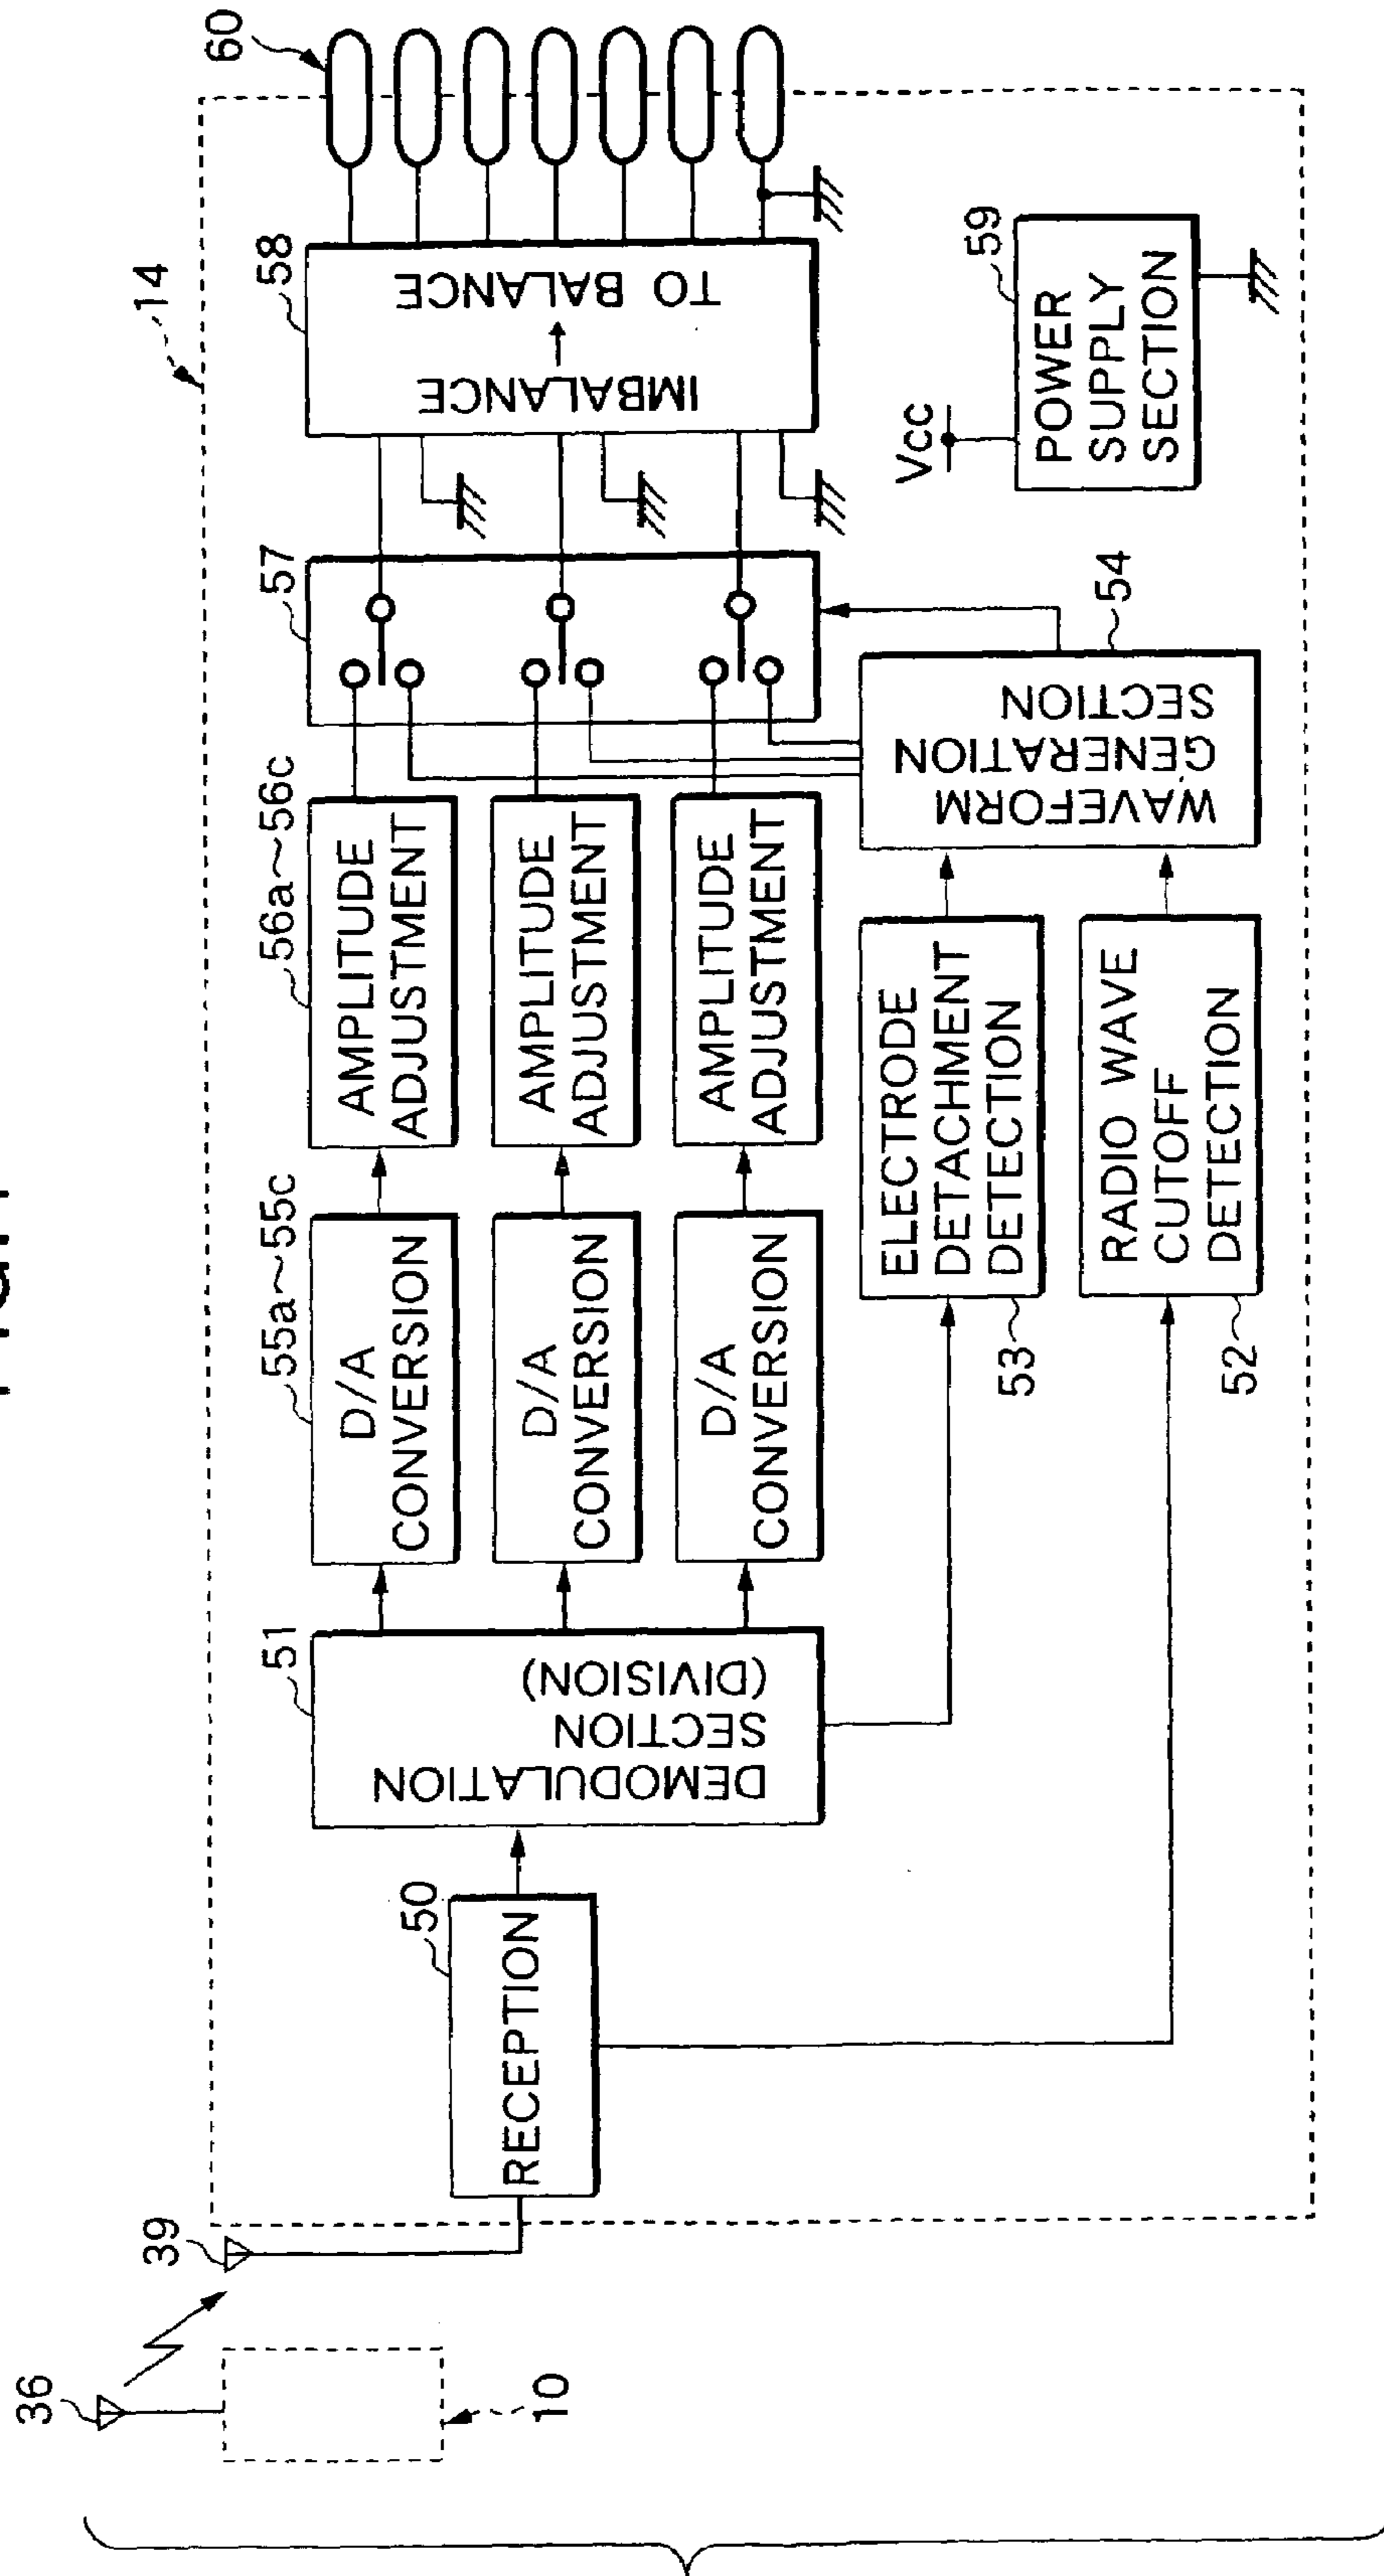 36
39
10
14
50
RECEPTION
51
DEMODULATION
SECTION
(DIVISION)
55a~55c
D/A
CONVERSION
D/A
CONVERSION
D/A
CONVERSION
56a~56c
AMPLITUDE
ADJUSTMENT
AMPLITUDE
ADJUSTMENT
AMPLITUDE
ADJUSTMENT
57
58
IMBALANCE
TO BALANCE
60
53
ELECTRODE
DETACHMENT
DETECTION
52
RADIO WAVE
CUTOFF
DETECTION
54
WAVEFORM
GENERATION
SECTION
Vcc
59
POWER
SUPPLY
SECTION